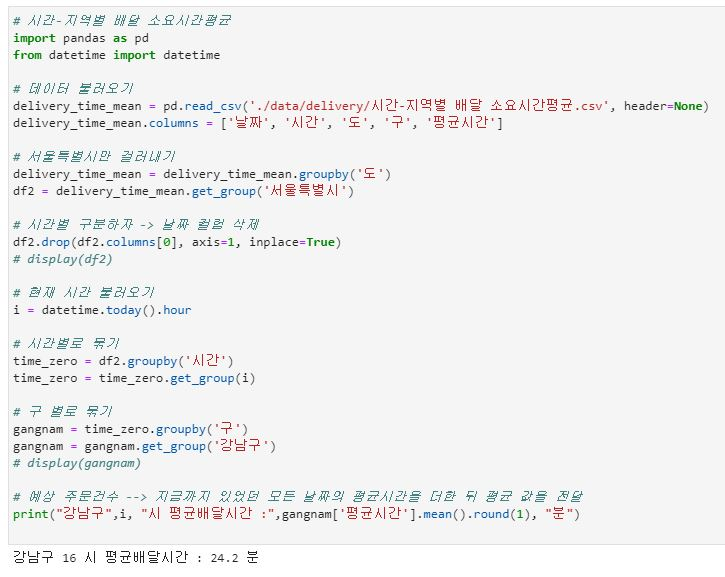 # 시간-지역별 배달 소요시간평균
import pandas as pd
from datetime import datetime
# 데이터 불러오기
delivery_time_mean = pd.read_csv('./data/delivery/시간-지역별 배달 소요시간평균.csv', header=None)
delivery_time_mean.columns = ['날짜', '시간', '도', '구', '평균시간']
# 서울특별시만 걸러내기
delivery_time_mean = delivery_time_mean.groupby('도')
df2 = delivery_time_mean.get_group('서울특별시')
# 시간별 구분하자 -> 날짜 컬럼 삭제
df2.drop(df2.columns[0], axis=1, inplace=True)
# display(df2)
# 현재 시간 불러오기
i = datetime.today().hour
# 시간별로 묶기
time_zero = df2.groupby('시간')
time_zero = time_zero.get_group(i)
# 구 별로 묶기
gangnam = time_zero.groupby('구')
gangnam = gangnam.get_group('강남구')
# display(gangnam)
# 예상 주문건수 --> 지금까지 있었던 모든 날짜의 평균시간을 더한 뒤 평균 값을 전달
print("강남구",i, "시 평균배달시간 :",gangnam['평균시간'].mean().round(1), "분")
강남구 16 시 평균배달시간 : 24.2 분